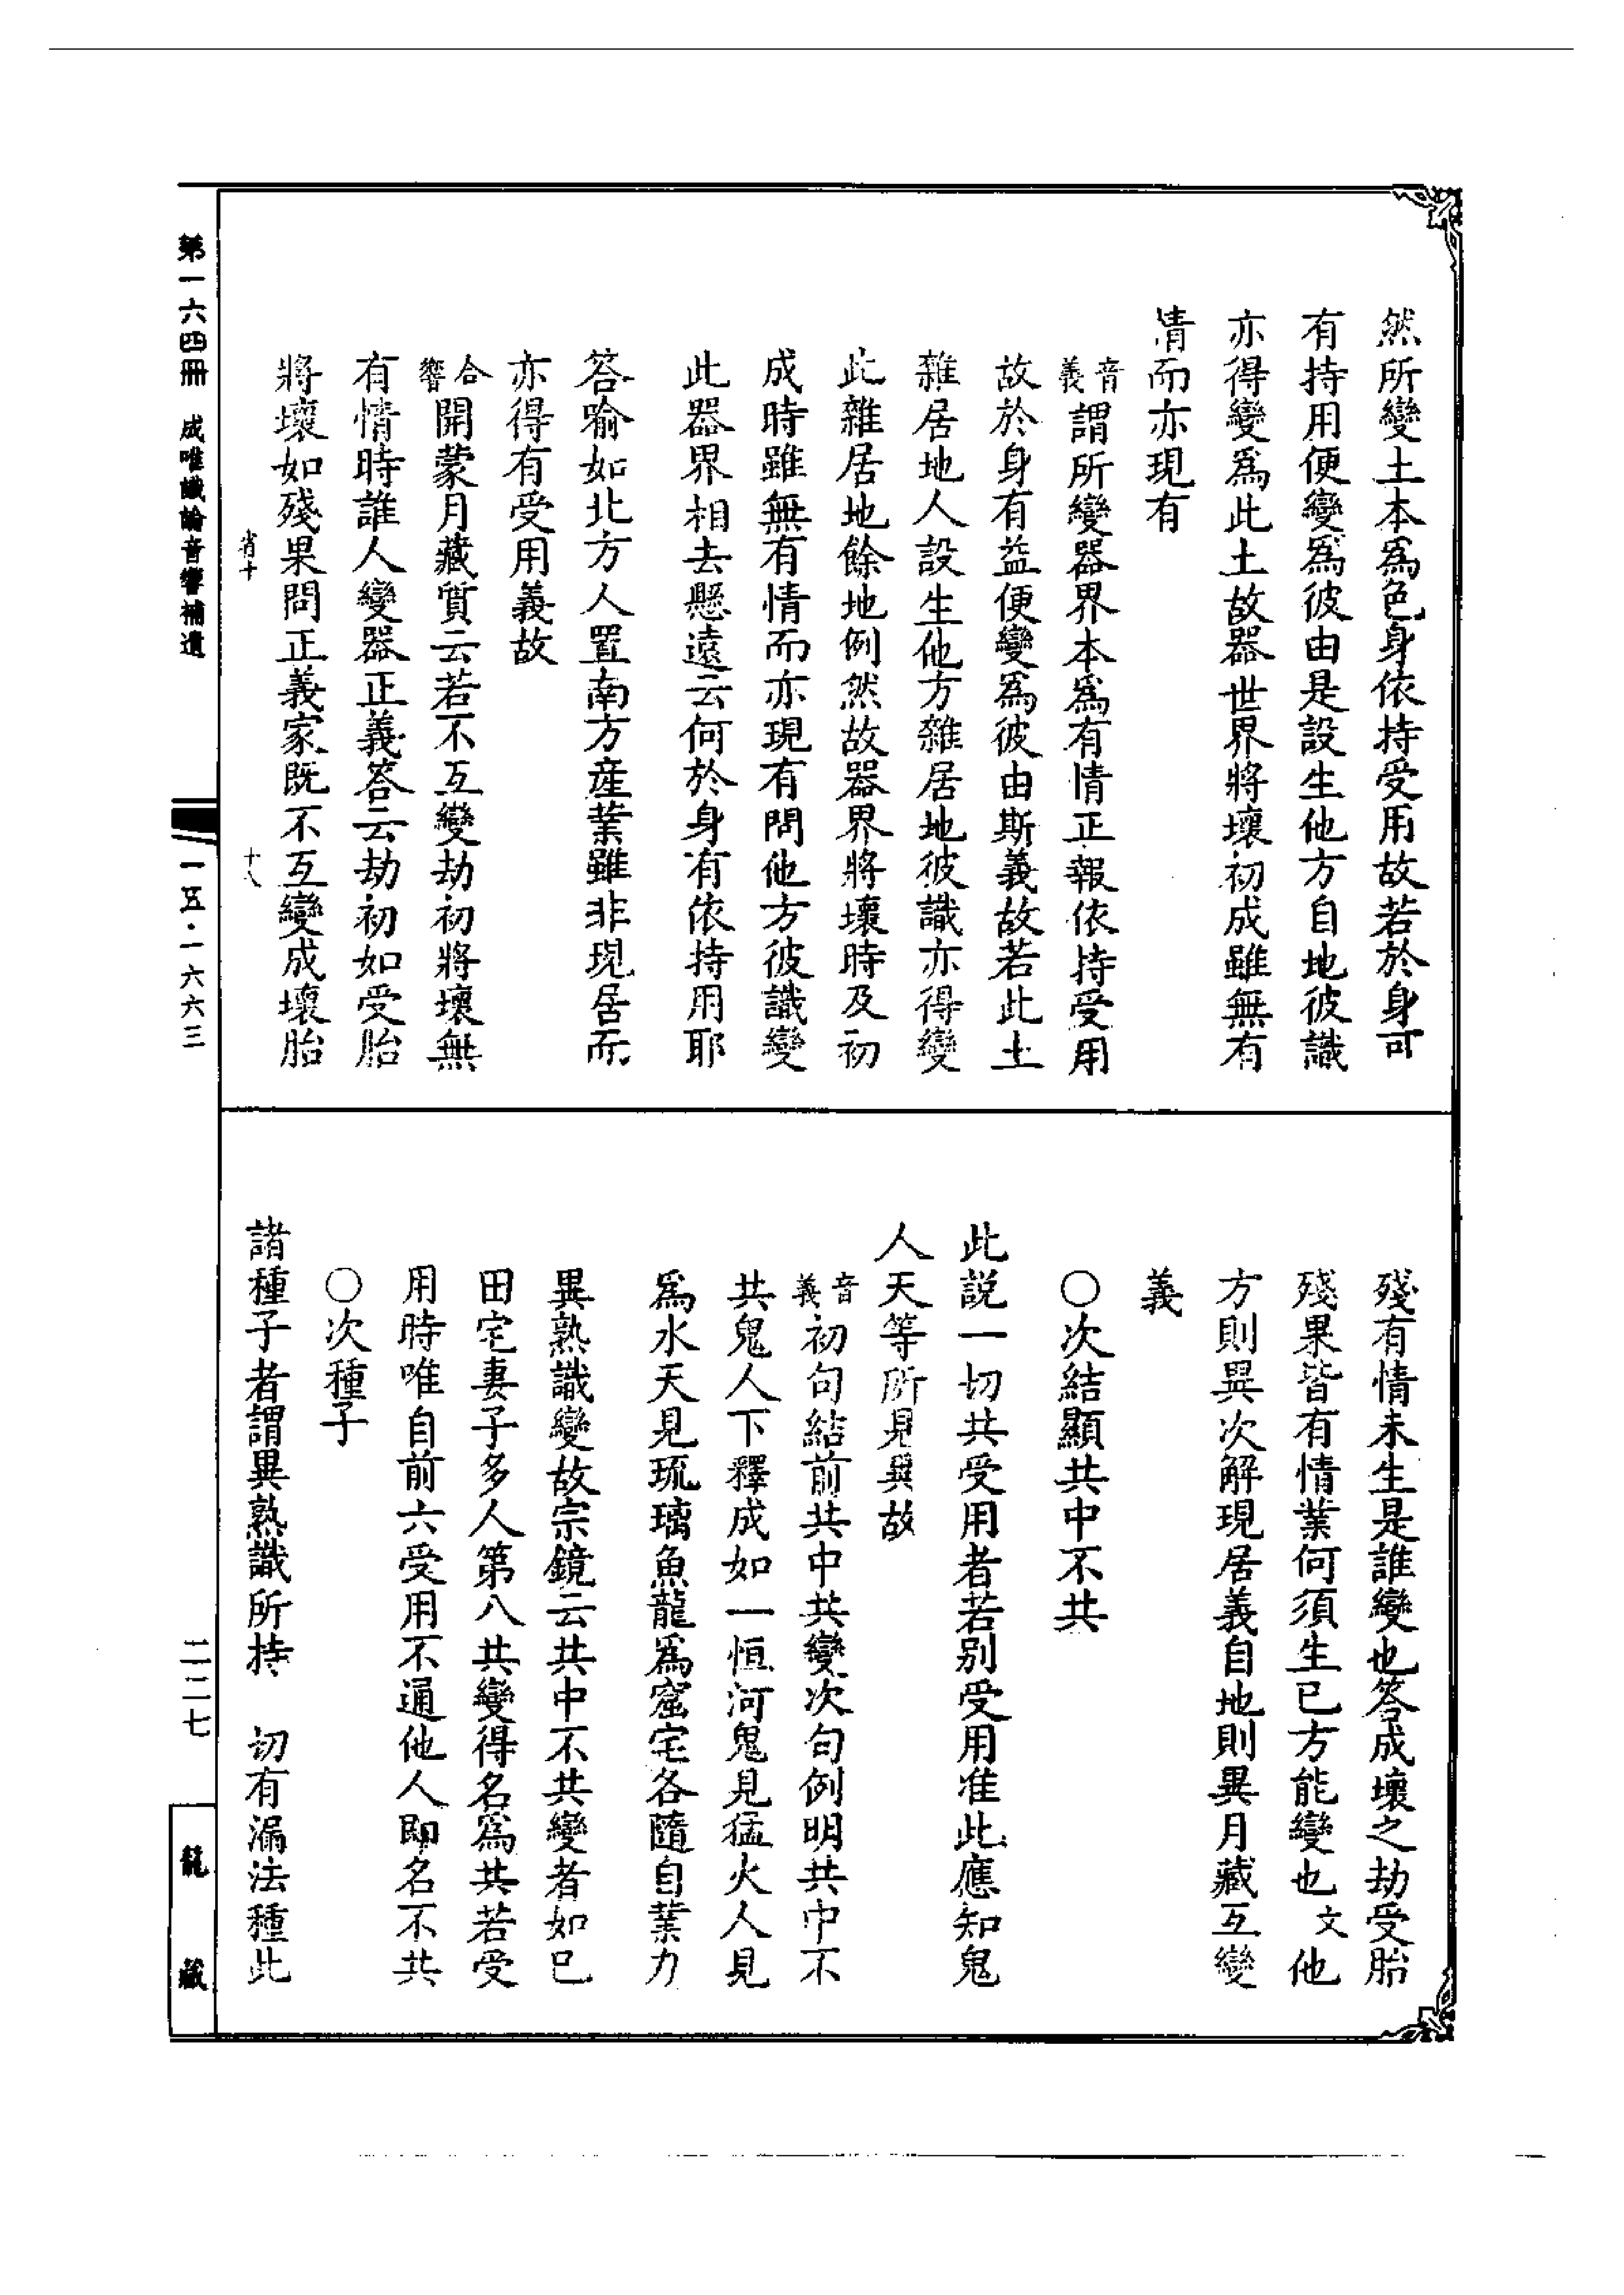 然所變土本爲色身依持受用故若於身可
有持用便變爲彼由是設生他方自地彼識
亦得變爲此土故器世界將壞初成雖無有
情而亦現有
音義謂所變器界本爲有情正報依持受用
故於身有益便變爲彼由斯義故若此土
雜居地人設生他方雜居地彼識亦得變
此雜居地餘地例然故器界將壞時及初
成時雖無有情而亦現有問他方彼識變
此器界相去懸遠云何於身有依持用耶
答喻如北方人置南方産業雖非現居而
亦得有受用義故
合響開蒙月藏質云若不互變劫初將壞無
有情時誰人變器正義答云劫初如受胎
將壞如殘果問正義家既不互變成壞胎
省十
十八
殘有情未生是誰變也答成壞之劫受胎
殘果皆有情業何須生已方能變也文他
方則異次解現居義自地則異月藏互變
義
○次結顯共中不共
此説一切共受用者若别受用准此應知鬼
人天等所見異故
音義初句結前共中共變次句例明共中不
共鬼人下釋成如一恒河鬼見猛火人見
爲水天見琉璃魚龍爲窟宅各隨自業力
異熟識變故宗鏡云共中不共變者如己
田宅妻子多人第八共變得名爲共若受
用時唯自前六受用不通他人即名不共
○次種子
諸種子者謂異熟識所持 切有漏法種此
第一六四冊 成唯識論音響補遺
一五·一六六三
二二七
龍藏